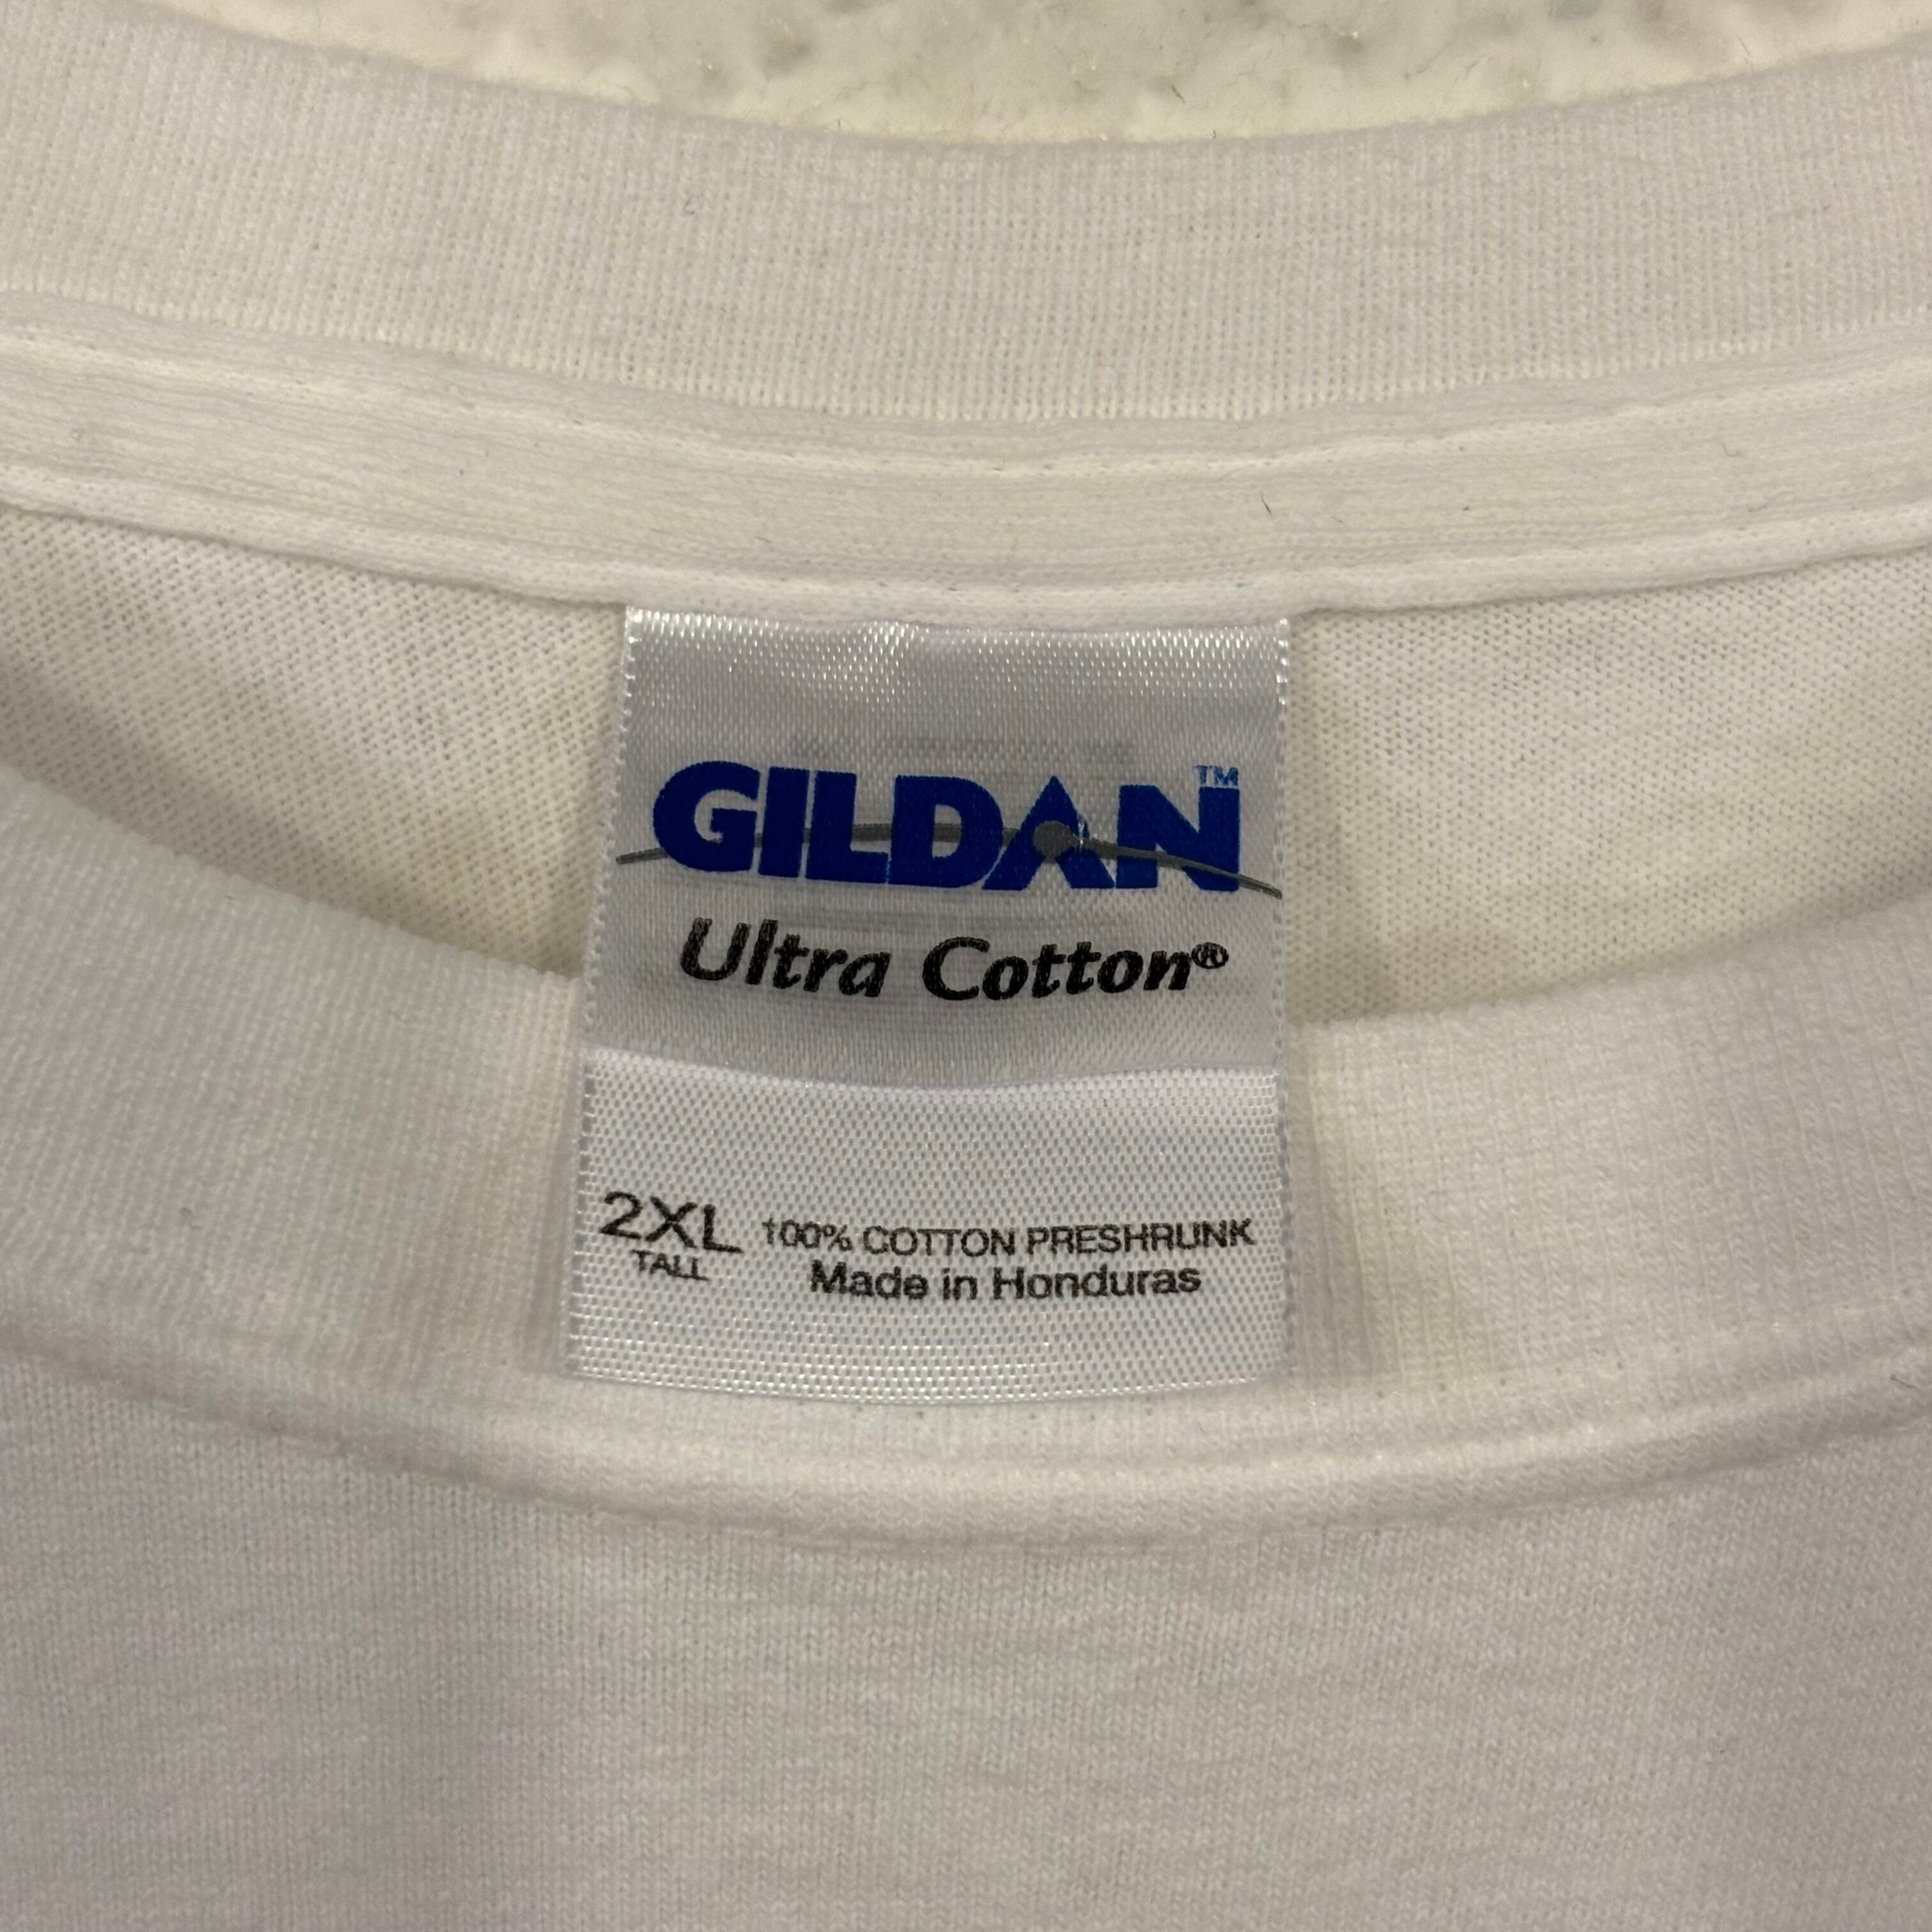 GILDAN™
Ultra Cotton®
2XL 100% COTTON PRESHRUNK
TALL Made in Honduras